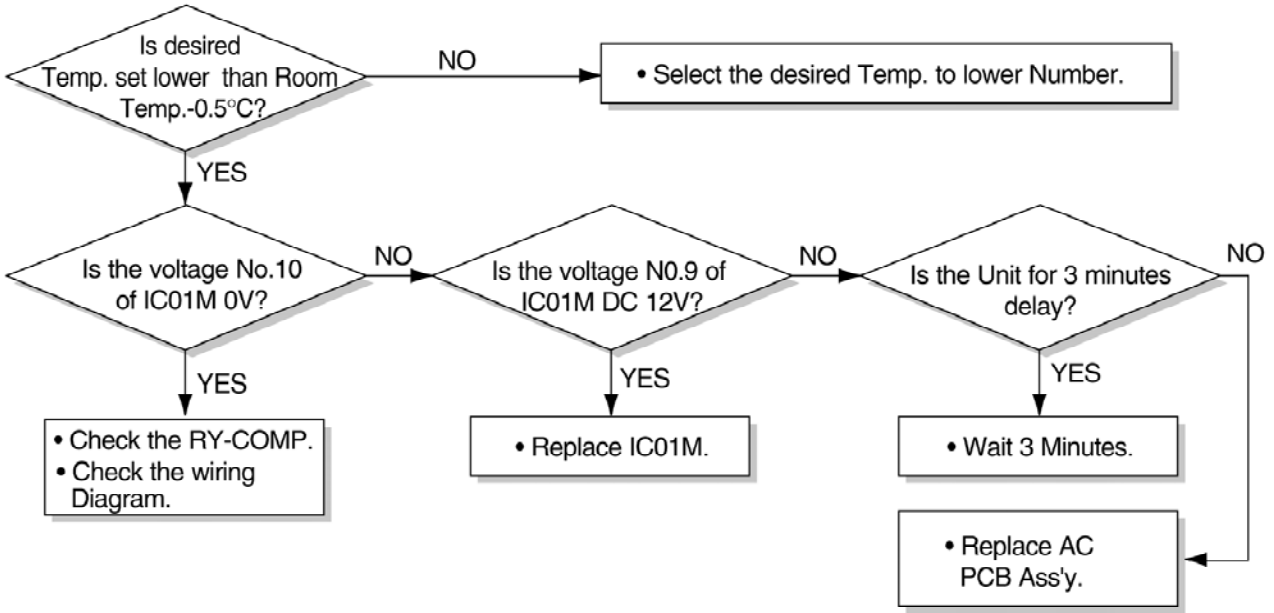 Is desired
Temp. set lower than Room
Temp.-0.5°C?
NO
• Select the desired Temp. to lower Number.
YES
Is the voltage No.10
of IC01M 0V?
NO
Is the voltage N0.9 of
IC01M DC 12V?
NO
Is the Unit for 3 minutes
delay?
NO
YES
YES
YES
• Check the RY-COMP.
• Check the wiring
Diagram.
• Replace IC01M.
• Wait 3 Minutes.
• Replace AC
PCB Ass'y.